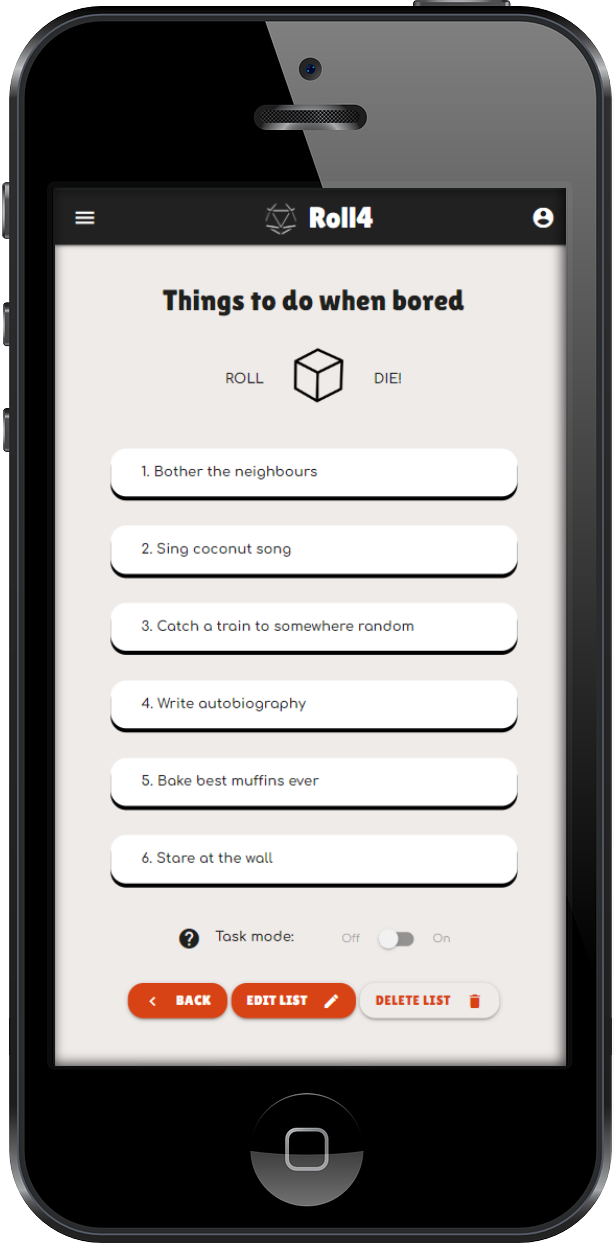 Roll4
Things to do when bored
ROLL DIE!
1. Bother the neighbours
2. Sing coconut song
3. Catch a train to somewhere random
4. Write autobiography
5. Bake best muffins ever
6. Stare at the wall
? Task mode: Off On
BACK EDIT LIST DELETE LIST